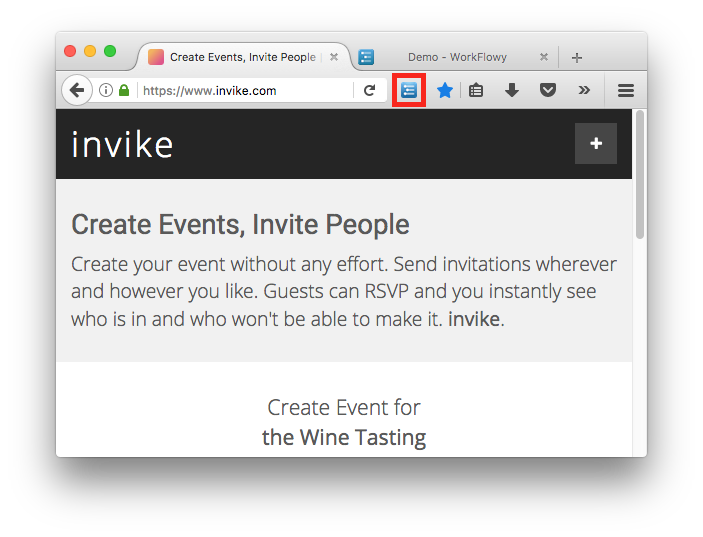 Create Events, Invite People
Demo - WorkFlowy
https://www.invike.com
invike
Create Events, Invite People
Create your event without any effort. Send invitations wherever
and however you like. Guests can RSVP and you instantly see
who is in and who won't be able to make it. invike.
Create Event for
the Wine Tasting